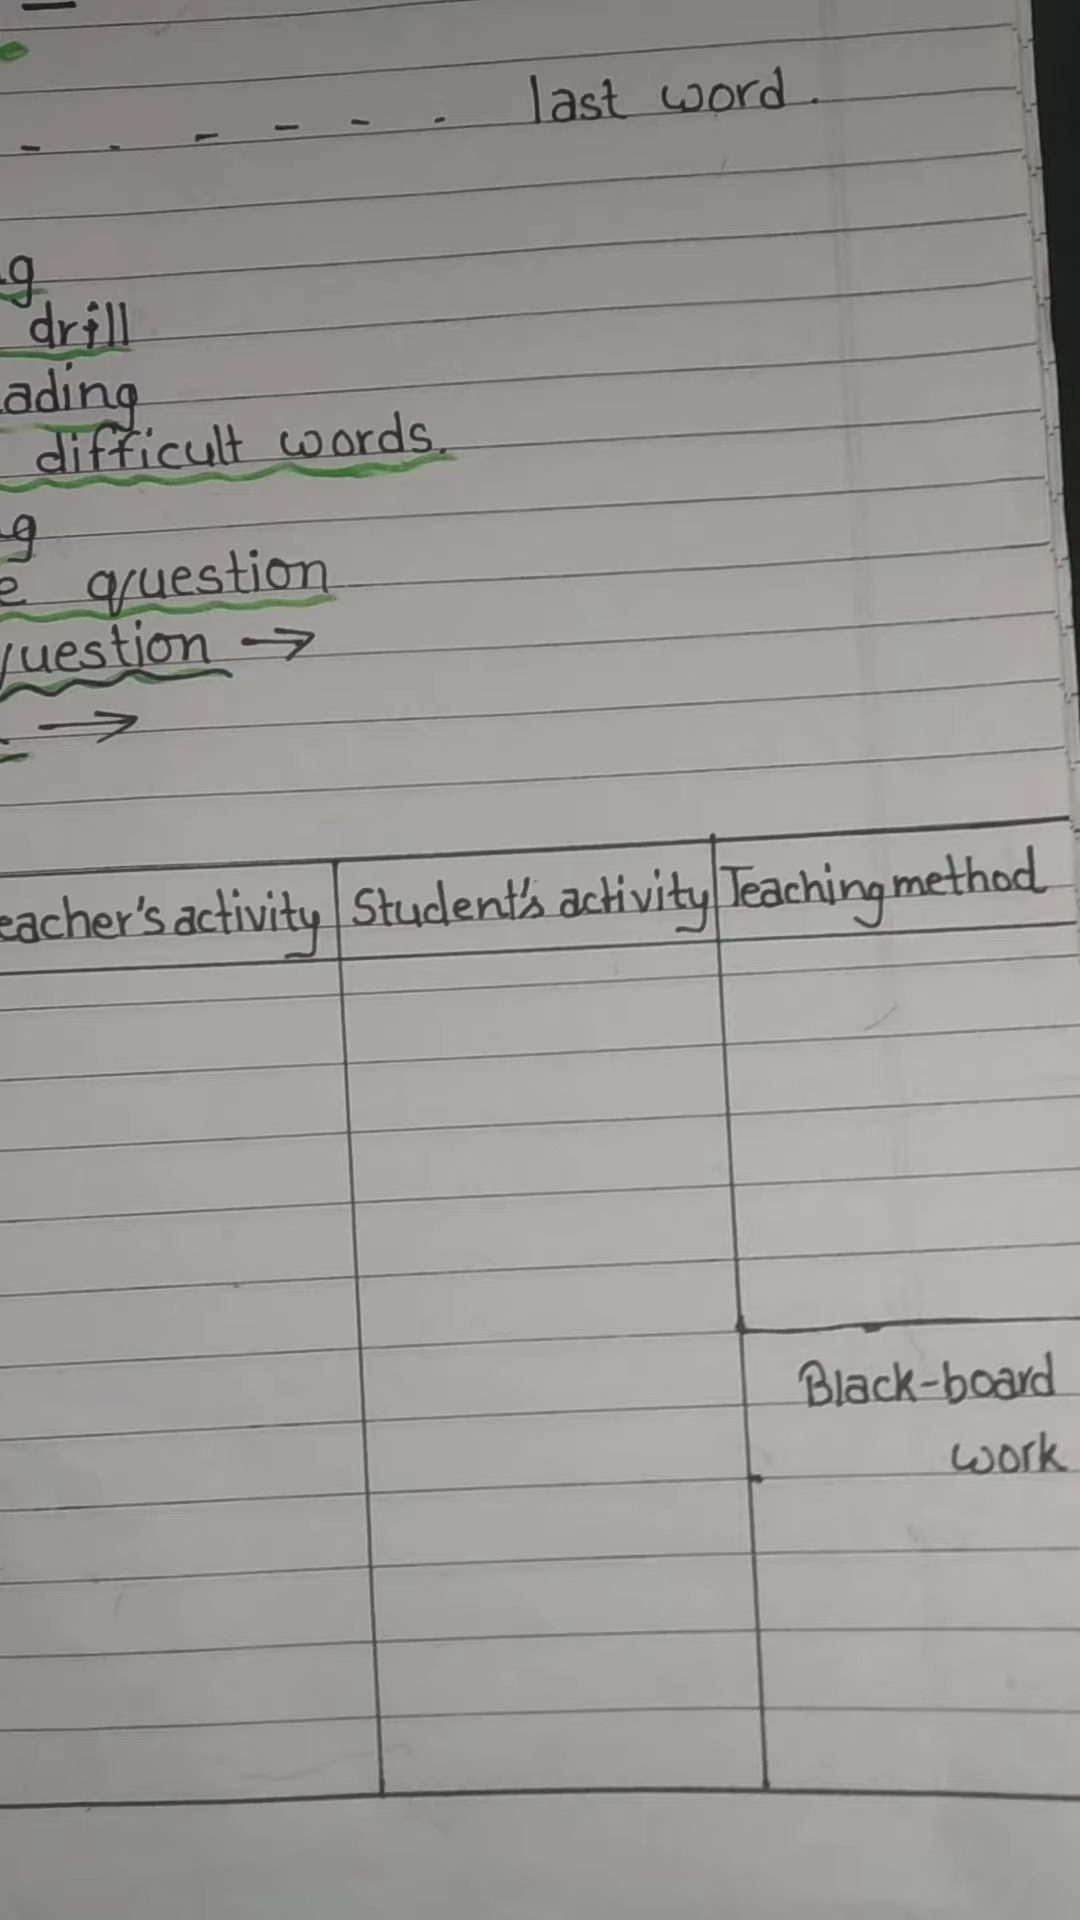 - . - - - . last word.
g
drill
ading
difficult words.
g
e question
uestion →
→
eacher's activity Student's activity Teaching method
Black-board
work